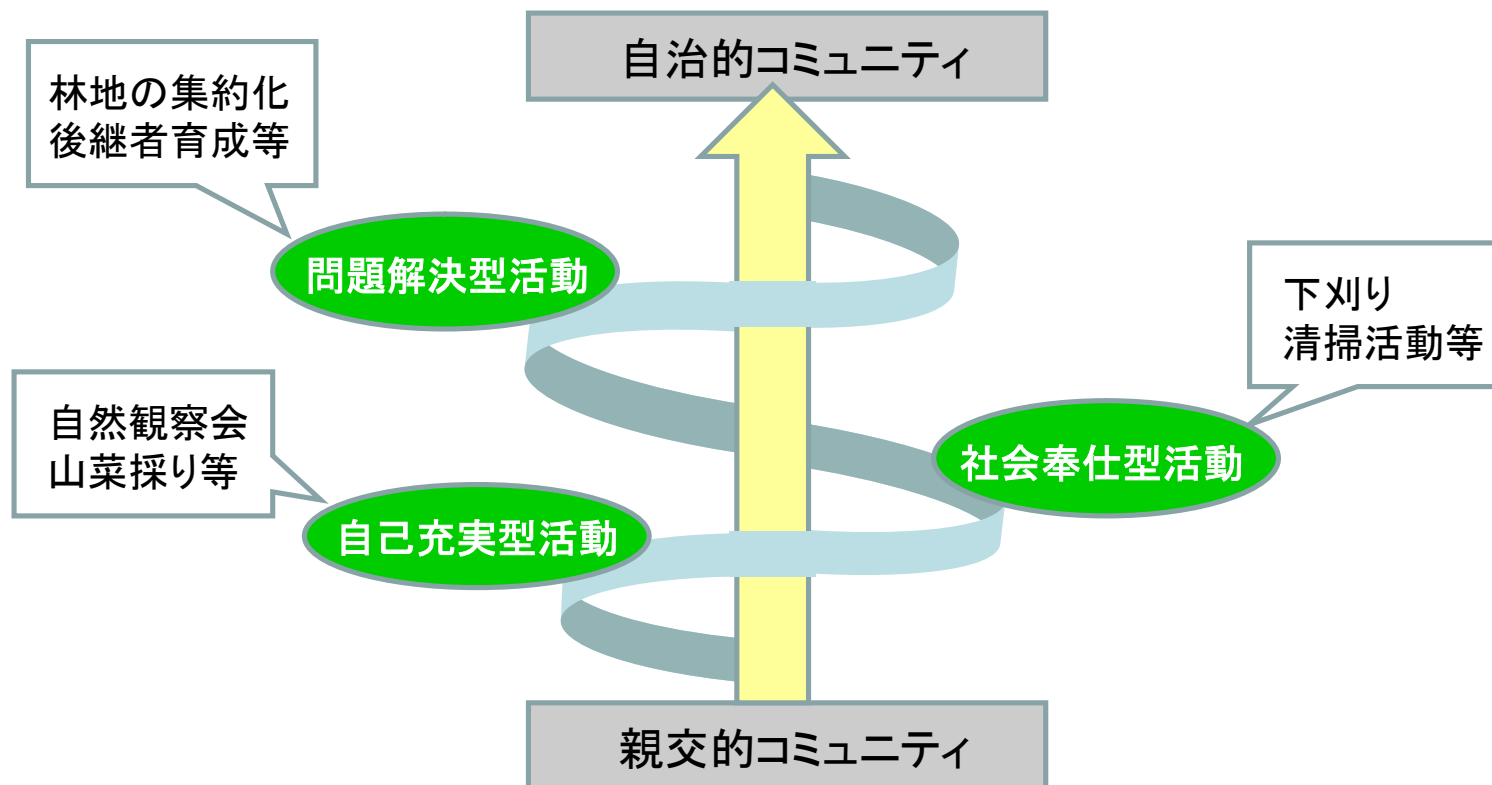 自治的コミュニティ
林地の集約化
後継者育成等
問題解決型活動
下刈り
清掃活動等
自然観察会
山菜採り等
社会奉仕型活動
自己充実型活動
親交的コミュニティ